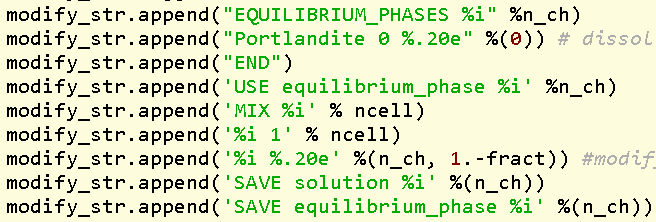 modify_str.append("EQUILIBRIUM_PHASES %i" %n_ch)
modify_str.append("Portlandite 0 %.20e" %(0)) # dissol
modify_str.append("END")
modify_str.append('USE equilibrium_phase %i' %n_ch)
modify_str.append('MIX %i' % ncell)
modify_str.append('%i 1' % ncell)
modify_str.append('%i %.20e' %(n_ch, 1.-fract)) #modif
modify_str.append('SAVE solution %i' %(n_ch))
modify_str.append('SAVE equilibrium_phase %i' %(n_ch))